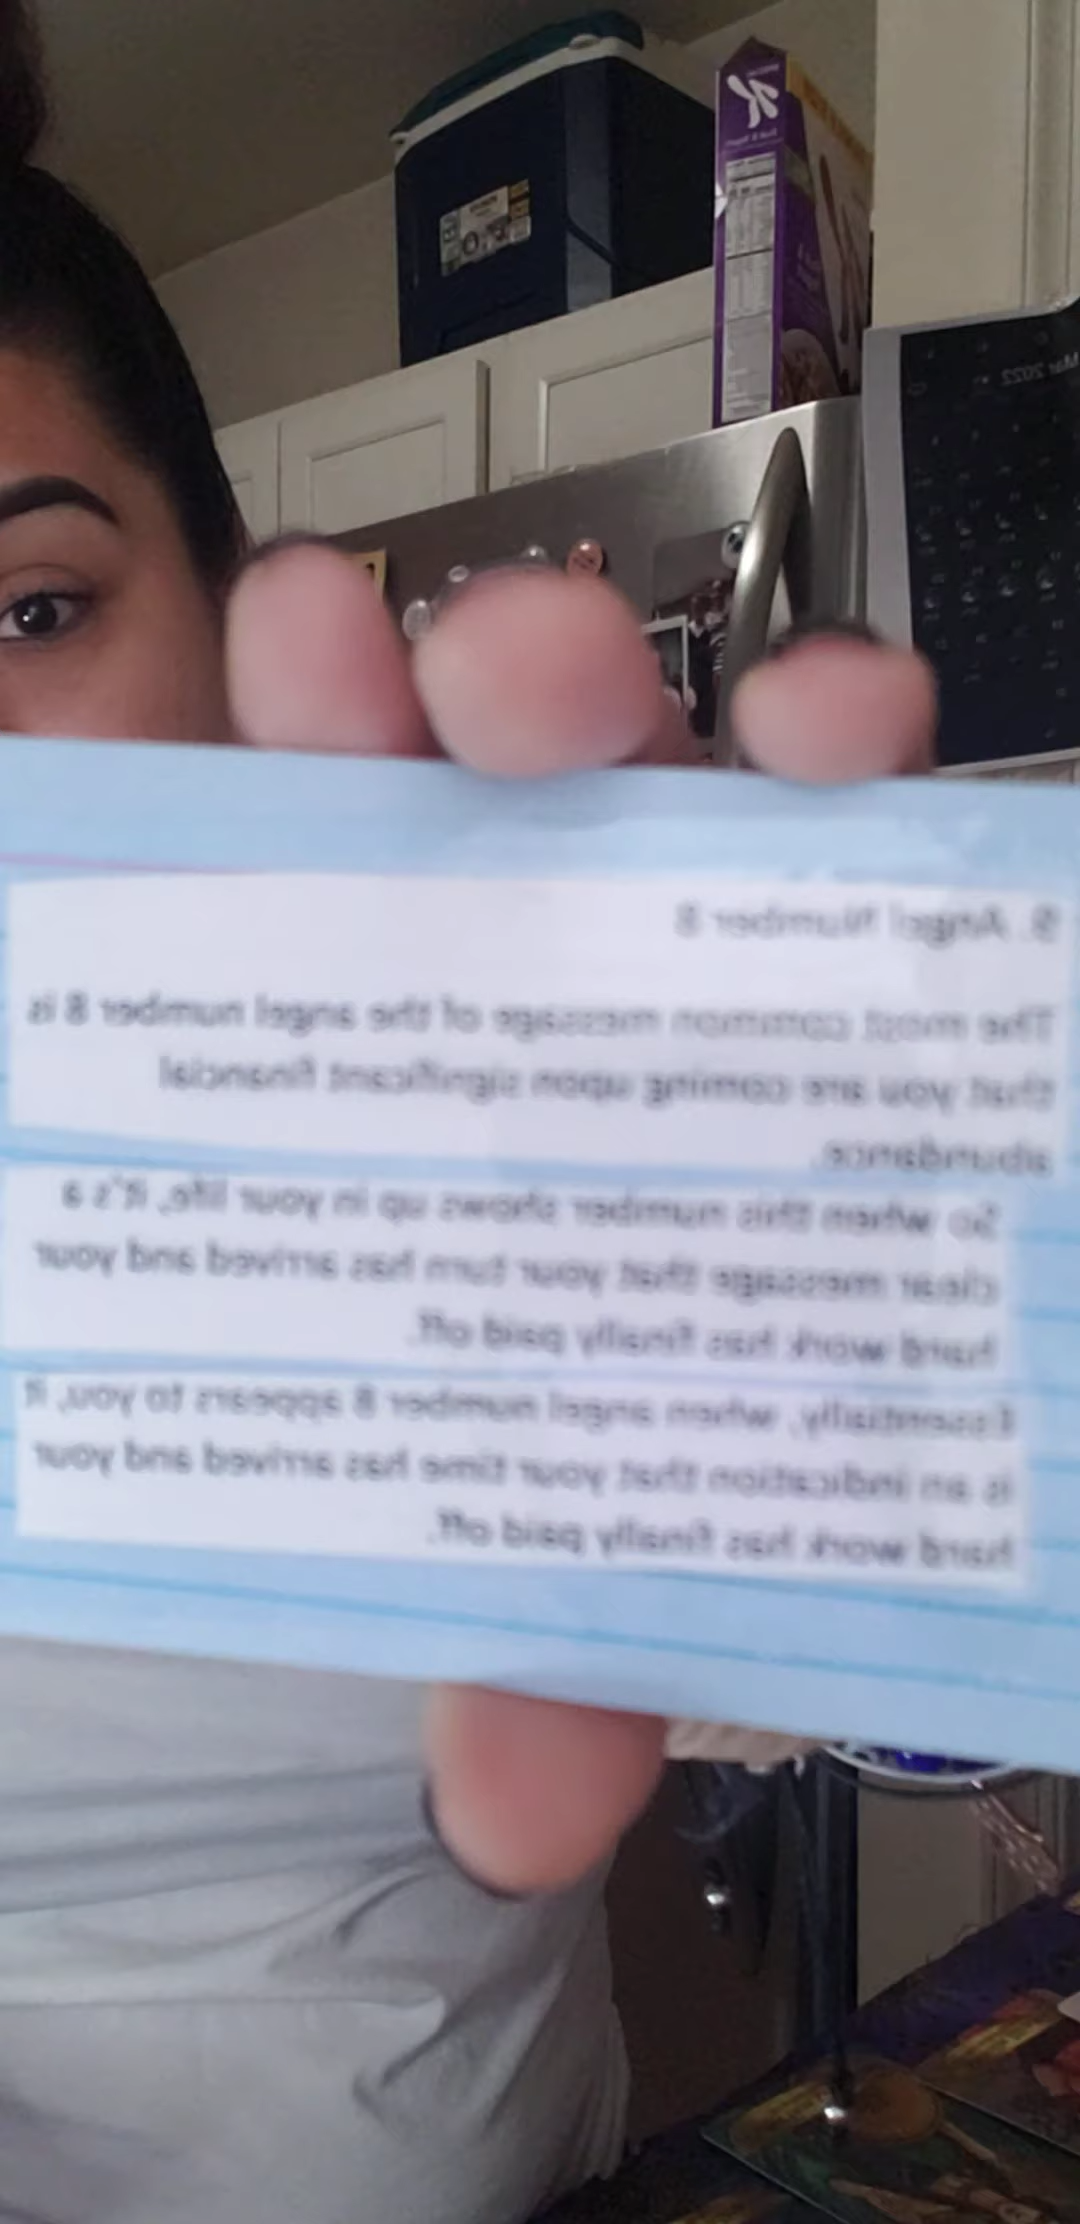 9. Angel Number 8
The most common message of the angel number 8 is
that you are coming upon significant financial
abundance.
So when this number shows up in your life, it's a
clear message that your turn has arrived and your
hard work has finally paid off.
Essentially, when angel number 8 appears to you, it
is an indication that your time has arrived and your
hard work has finally paid off.
K
Mar 2022